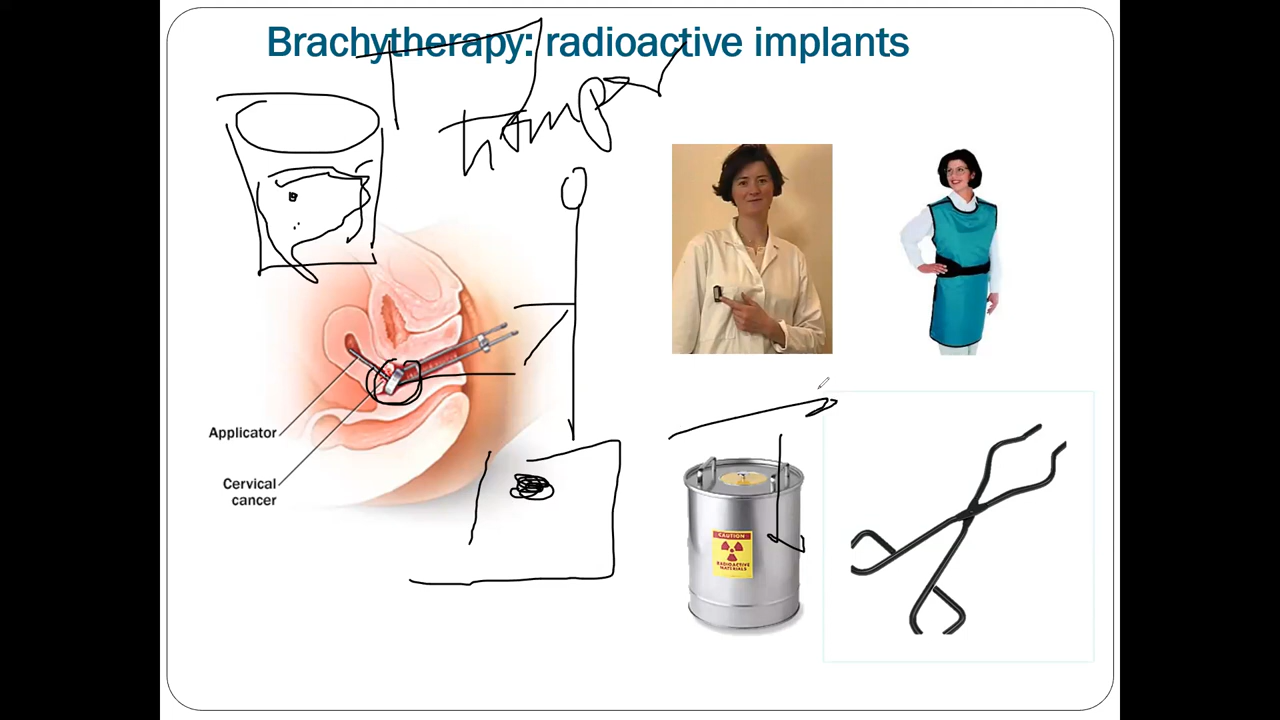 Brachytherapy: radioactive implants
Applicator
Cervical
cancer
CAUTION
RADIOACTIVE
MATERIALS